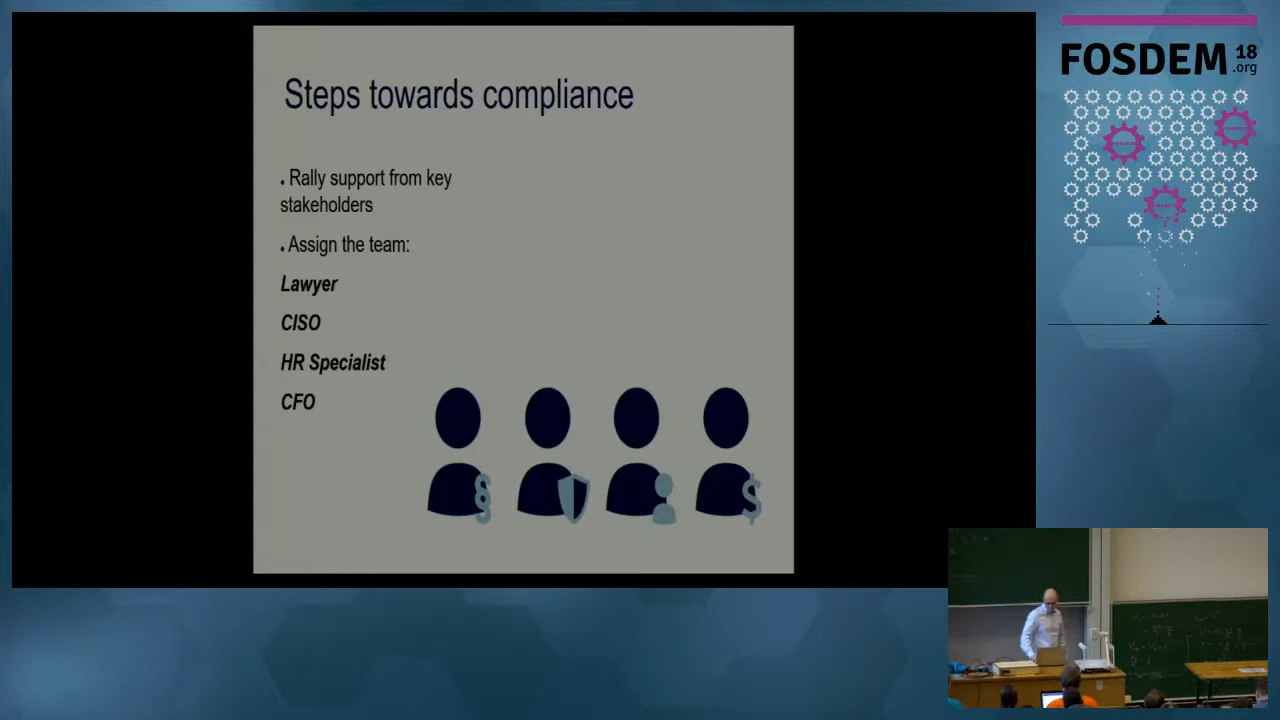 Steps towards compliance
• Rally support from key
stakeholders
• Assign the team:
Lawyer
CISO
HR Specialist
CFO
§
$
FOSDEM 18
.org